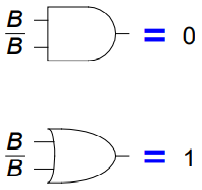 B
B̅ = 0
B
B̅ = 1